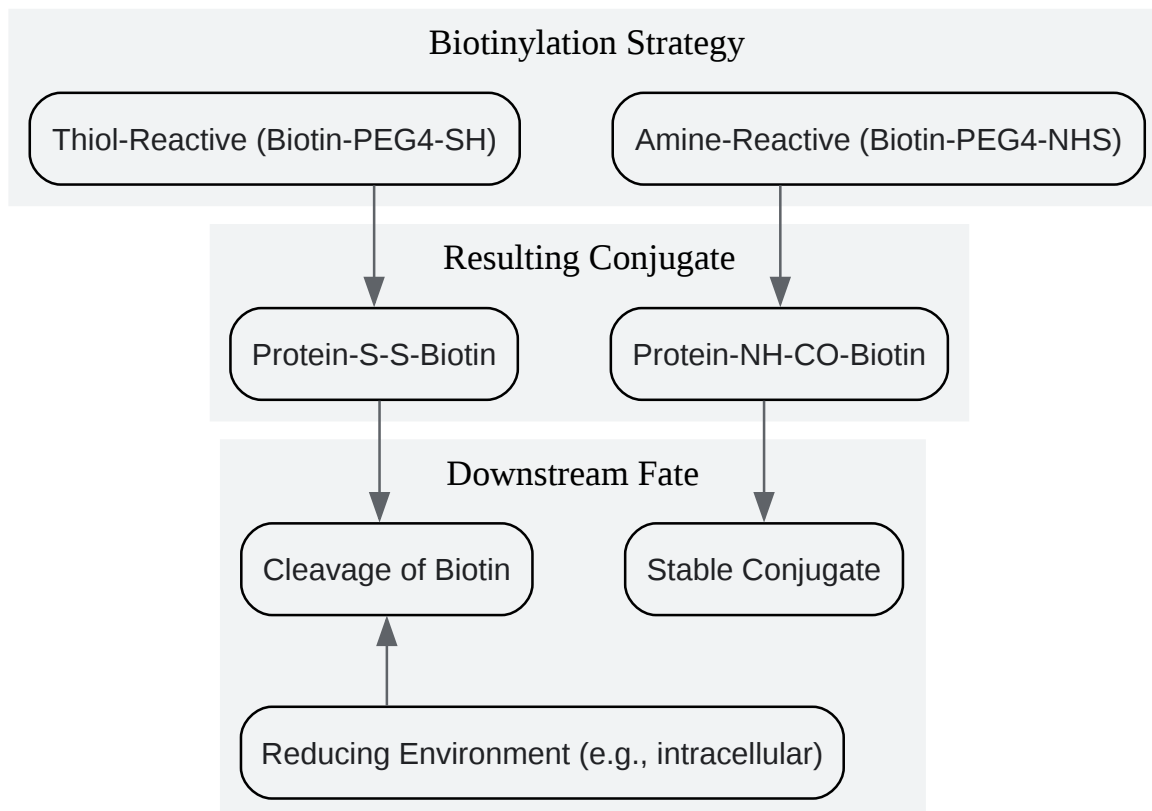 Biotinylation Strategy
Thiol-Reactive (Biotin-PEG4-SH)
Amine-Reactive (Biotin-PEG4-NHS)
Resulting Conjugate
Protein-S-S-Biotin
Protein-NH-CO-Biotin
Downstream Fate
Cleavage of Biotin
Stable Conjugate
Reducing Environment (e.g., intracellular)